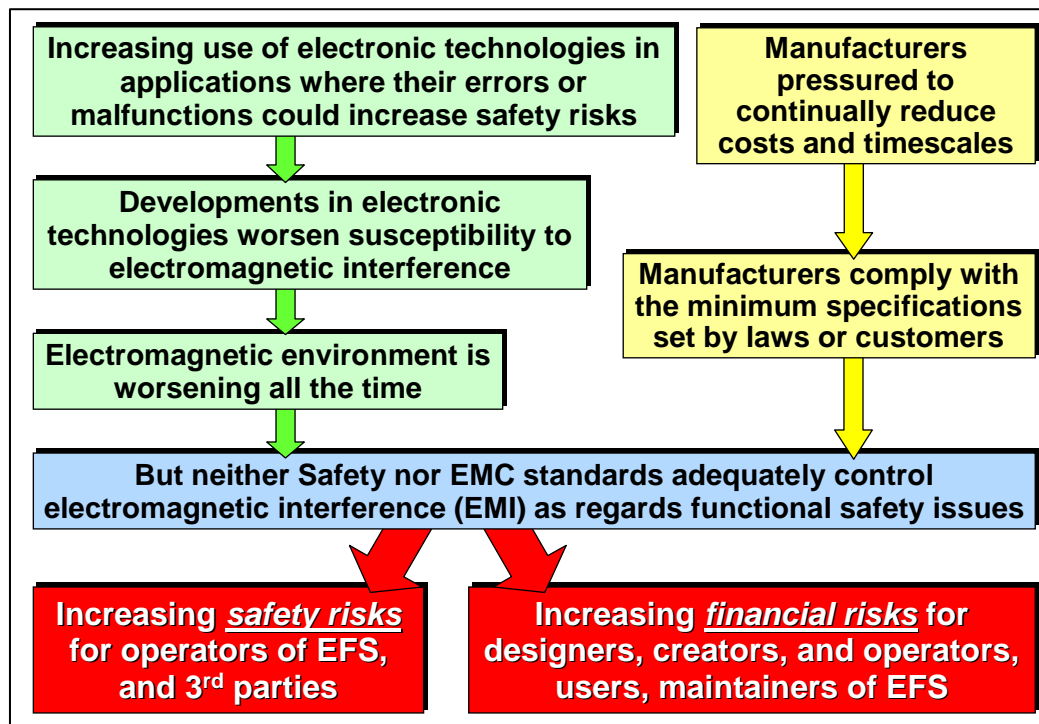 Increasing use of electronic technologies in
applications where their errors or
malfunctions could increase safety risks
Developments in electronic
technologies worsen susceptibility to
electromagnetic interference
Electromagnetic environment is
worsening all the time
Manufacturers
pressured to
continually reduce
costs and timescales
Manufacturers comply with
the minimum specifications
set by laws or customers
But neither Safety nor EMC standards adequately control
electromagnetic interference (EMI) as regards functional safety issues
Increasing safety risks
for operators of EFS,
and 3rd parties
Increasing financial risks for
designers, creators, and operators,
users, maintainers of EFS